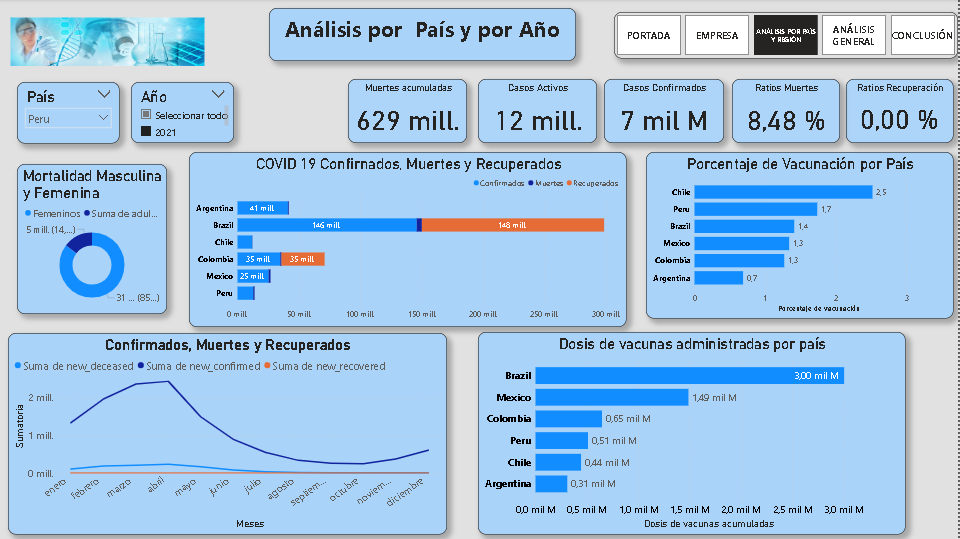 Análisis por País y por Año
PORTADA
EMPRESA
ANÁLISIS POR PAÍS
Y REGIÓN
ANÁLISIS
GENERAL
CONCLUSIÓN
País
Peru
Año
Seleccionar todo
2021
Muertes acumuladas
629 mill.
Casos Activos
12 mill.
Casos Confirmados
7 mil M
Ratios Muertes
8,48 %
Ratios Recuperación
0,00 %
Mortalidad Masculina
y Femenina
Femeninos Suma de adul...
5 mill. (14,...)
31 ... (85...)
COVID 19 Confirmados, Muertes y Recuperados
Confirmados Muertes Recuperados
Argentina 41 mill.
Brazil 146 mill. 148 mill.
Chile
Colombia 35 mill. 35 mill.
Mexico 25 mill.
Peru
0 mill. 50 mill. 100 mill. 150 mill. 200 mill. 250 mill. 300 mill.
Porcentaje de Vacunación por País
Chile 2,5
Peru 1,7
Brazil 1,4
Mexico 1,3
Colombia 1,3
Argentina 0,7
0 1 2 3
Porcentaje de vacunación
Confirmados, Muertes y Recuperados
Suma de new_deceased Suma de new_confirmed Suma de new_recovered
Sumatoria
2 mill.
1 mill.
0 mill.
enero febrero marzo abril mayo junio julio agosto septiem... octubre noviem... diciembre
Meses
Dosis de vacunas administradas por país
Brazil 3,00 mil M
Mexico 1,49 mil M
Colombia 0,65 mil M
Peru 0,51 mil M
Chile 0,44 mil M
Argentina 0,31 mil M
0,0 mil M 0,5 mil M 1,0 mil M 1,5 mil M 2,0 mil M 2,5 mil M 3,0 mil M
Dosis de vacunas acumuladas